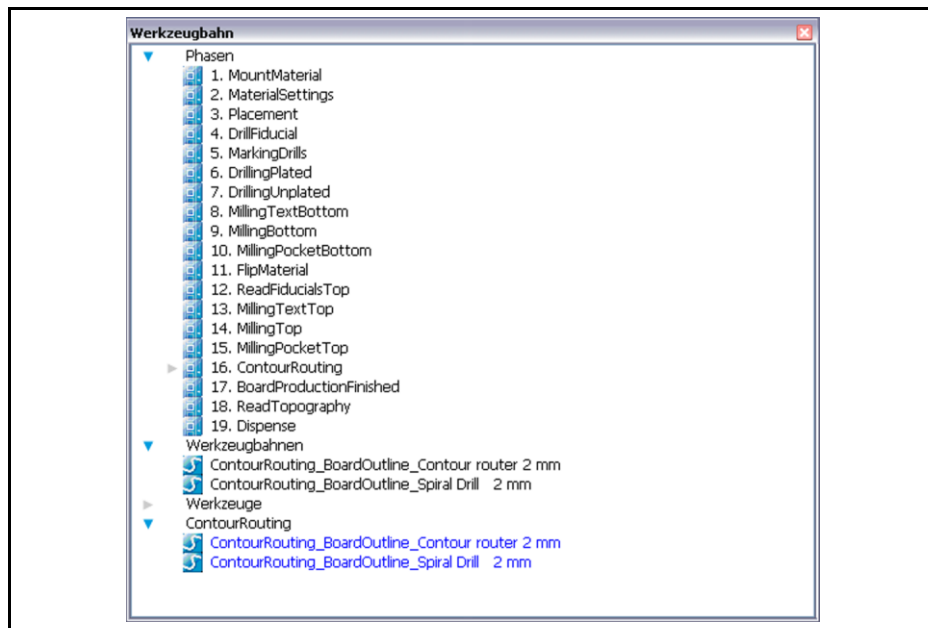 Werkzeugbahn
Phasen
1. MountMaterial
2. MaterialSettings
3. Placement
4. DrillFiducial
5. MarkingDrills
6. DrillingPlated
7. DrillingUnplated
8. MillingTextBottom
9. MillingBottom
10. MillingPocketBottom
11. FlipMaterial
12. ReadFiducialsTop
13. MillingTextTop
14. MillingTop
15. MillingPocketTop
16. ContourRouting
17. BoardProductionFinished
18. ReadTopography
19. Dispense
Werkzeugbahnen
ContourRouting_BoardOutline_Contour router 2 mm
ContourRouting_BoardOutline_Spiral Drill 2 mm
Werkzeuge
ContourRouting
ContourRouting_BoardOutline_Contour router 2 mm
ContourRouting_BoardOutline_Spiral Drill 2 mm